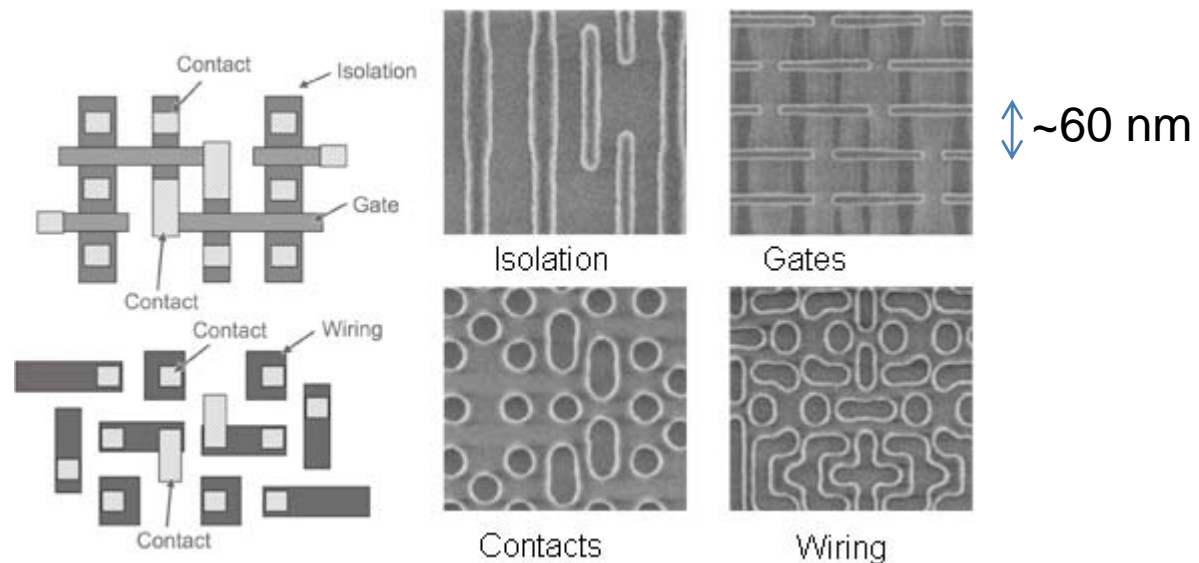 Contact
Isolation
Gate
Contact
Contact
Wiring
Contact
Isolation
Gates
~60 nm
Contacts
Wiring